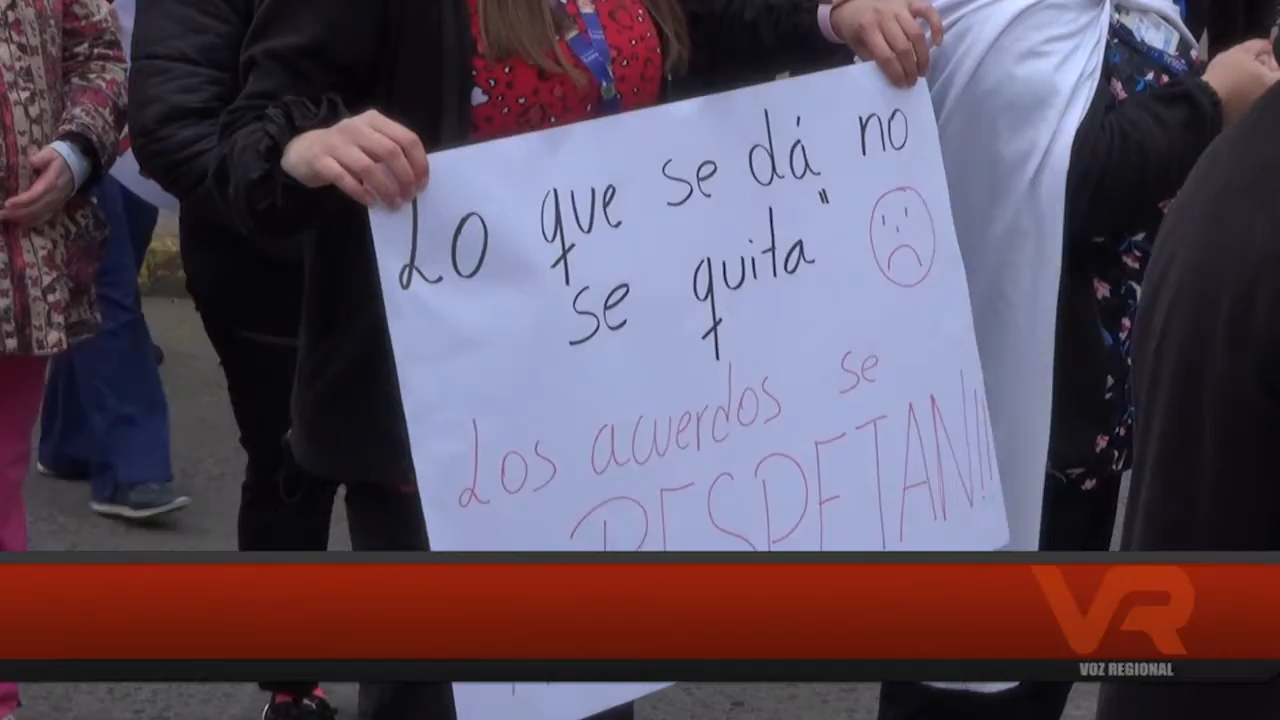 Lo que se dá no
se quita"
Los acuerdos se
RESPETAN!!!
VR
VOZ REGIONAL